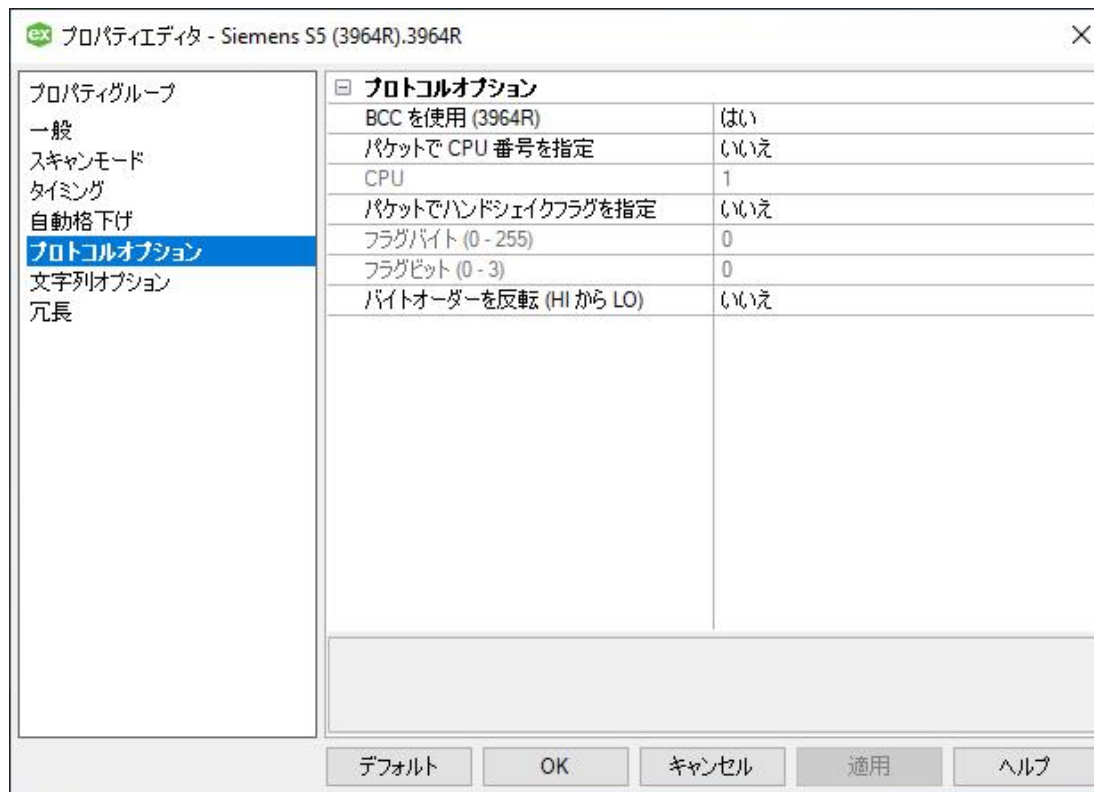 ex プロパティエディタ - Siemens S5 (3964R).3964R
プロパティグループ
一般
スキャンモード
タイミング
自動格下げ
プロトコルオプション
文字列オプション
冗長
プロトコルオプション
BCC を使用 (3964R) はい
パケットで CPU 番号を指定 いいえ
CPU 1
パケットでハンドシェイクフラグを指定 いいえ
フラグバイト (0 - 255) 0
フラグビット (0 - 3) 0
バイトオーダーを反転 (HI から LO) いいえ
デフォルト OK キャンセル 適用 ヘルプ